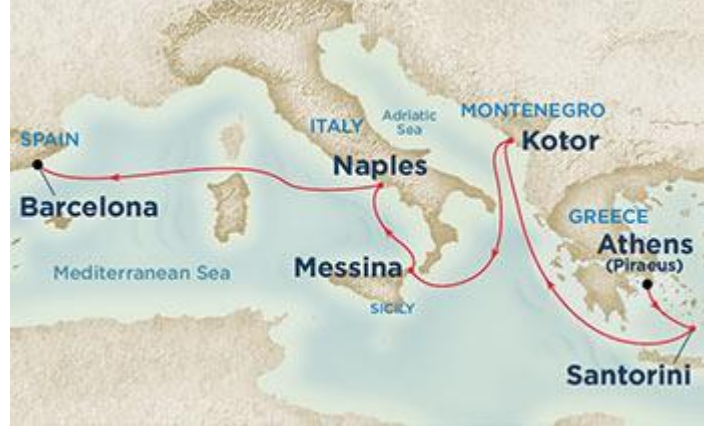 Adriatic
Sea
MONTENEGRO
ITALY
Kotor
SPAIN
Naples
Barcelona
GREECE
Athens
(Piraeus)
Mediterranean Sea
Messina
SICILY
Santorini